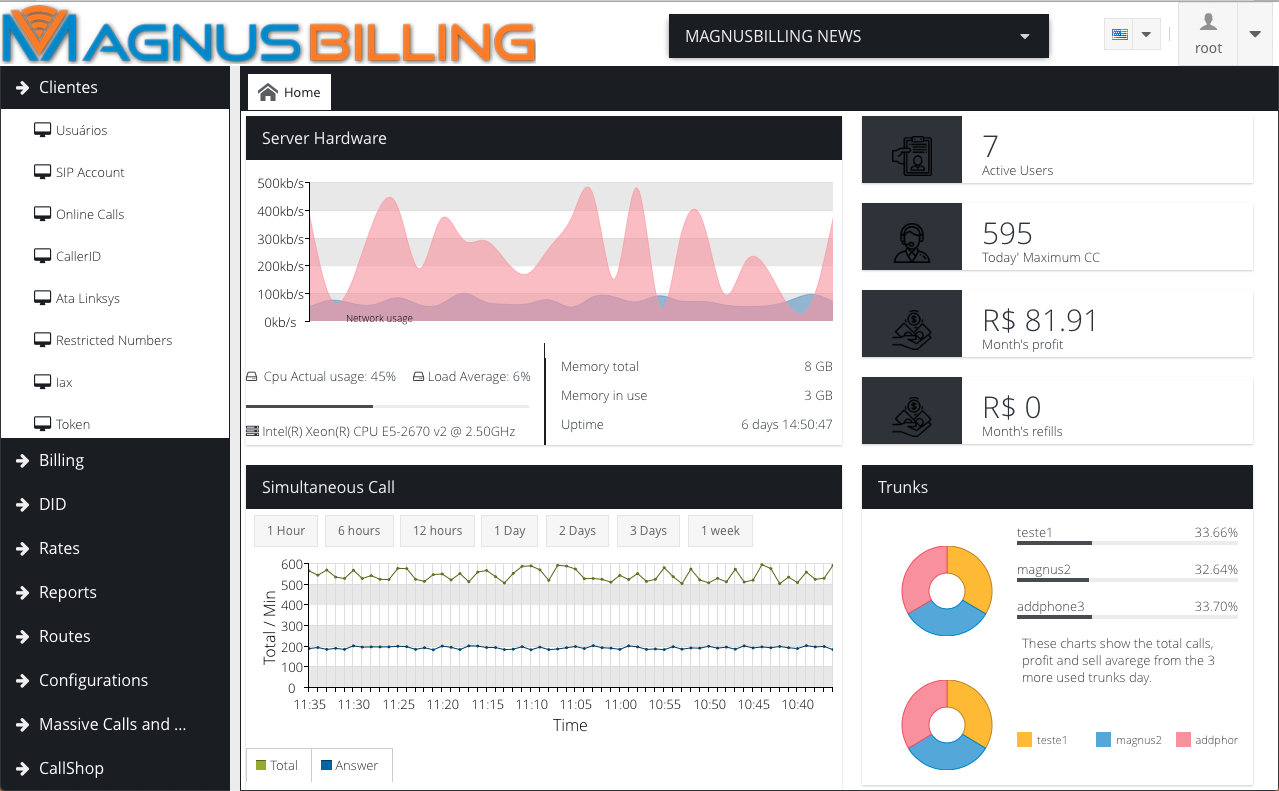 MAGNUSBILLING
MAGNUSBILLING NEWS
root
Clientes
Usuários
SIP Account
Online Calls
CallerID
Ata Linksys
Restricted Numbers
Iax
Token
Billing
DID
Rates
Reports
Routes
Configurations
Massive Calls and ...
CallShop
Home
Server Hardware
500kb/s
400kb/s
300kb/s
200kb/s
100kb/s
0kb/s
Network usage
Cpu Actual usage: 45% Load Average: 6%
Intel(R) Xeon(R) CPU E5-2670 v2 @ 2.50GHz
Memory total 8 GB
Memory in use 3 GB
Uptime 6 days 14:50:47
7
Active Users
595
Today' Maximum CC
R$ 81.91
Month's profit
R$ 0
Month's refills
Simultaneous Call
1 Hour 6 hours 12 hours 1 Day 2 Days 3 Days 1 week
Total / Min
600
500
400
300
200
100
0
11:35 11:30 11:25 11:20 11:15 11:10 11:05 11:00 10:55 10:50 10:45 10:40
Time
Total Answer
Trunks
teste1 33.66%
magnus2 32.64%
addphone3 33.70%
These charts show the total calls,
profit and sell avarege from the 3
more used trunks day.
teste1 magnus2 addphor